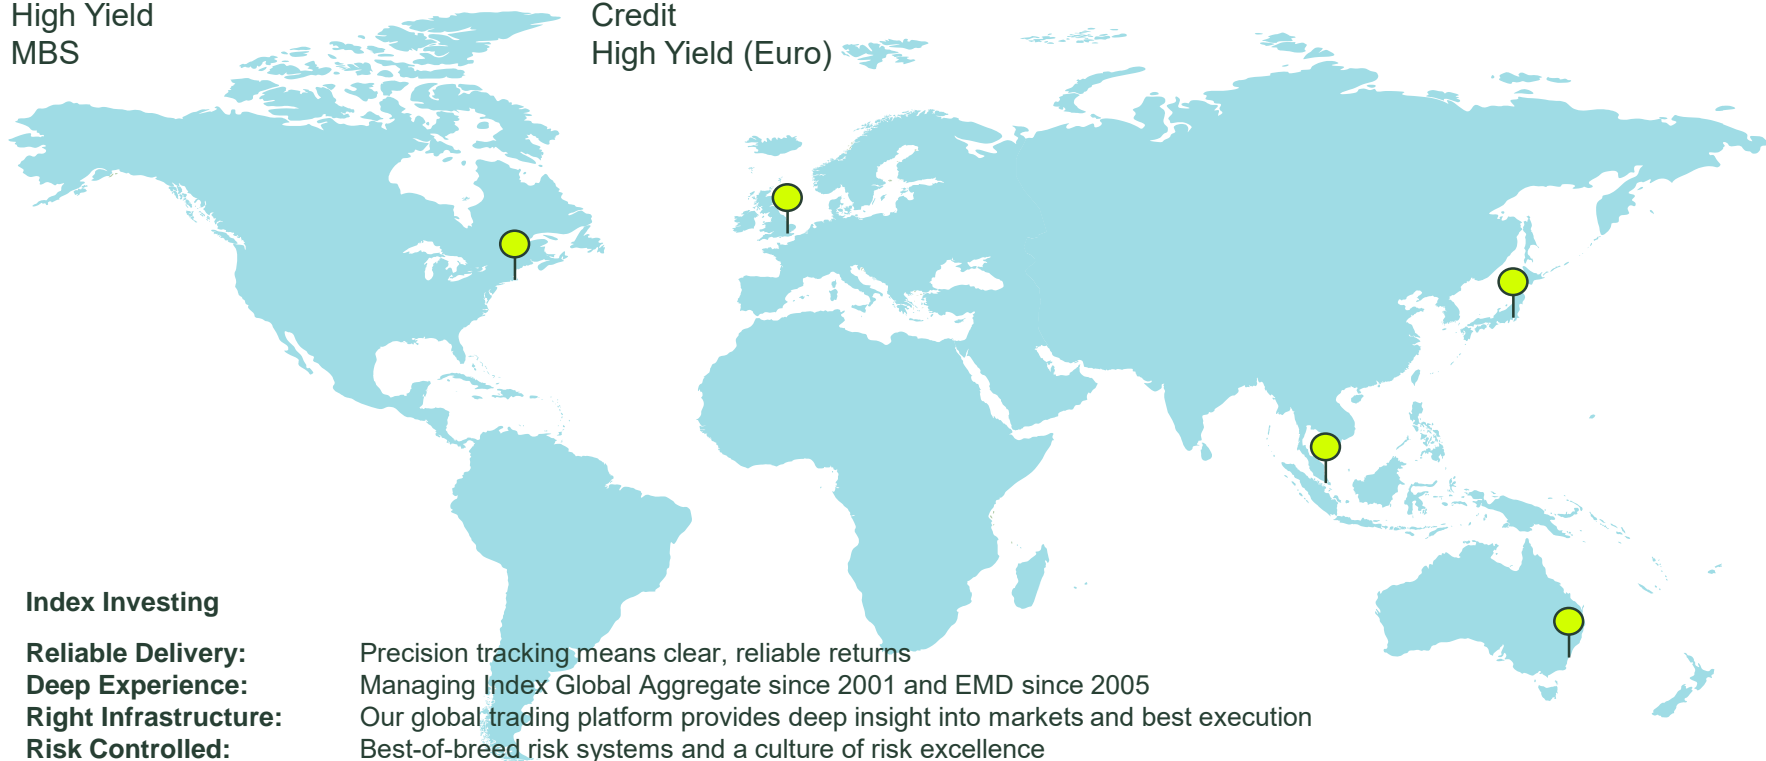 High Yield
MBS
Credit
High Yield (Euro)
Index Investing
Reliable Delivery: Precision tracking means clear, reliable returns
Deep Experience: Managing Index Global Aggregate since 2001 and EMD since 2005
Right Infrastructure: Our global trading platform provides deep insight into markets and best execution
Risk Controlled: Best-of-breed risk systems and a culture of risk excellence